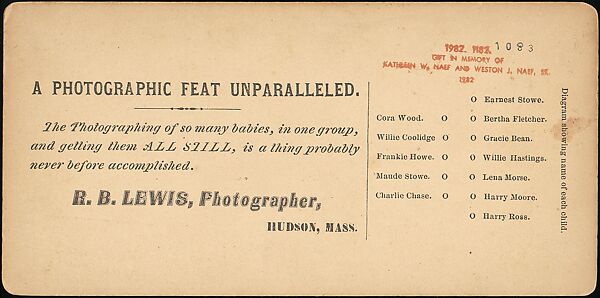 1982. 1182. 1083
GIFT IN MEMORY OF
KATHLEEN W. NAEF AND WESTON J. NAEF, SR.
1982
A PHOTOGRAPHIC FEAT UNPARALLELED.
The Photographing of so many babies, in one group,
and getting them ALL STILL, is a thing probably
never before accomplished.
R. B. LEWIS, Photographer,
HUDSON, MASS.
O Earnest Stowe.
Cora Wood. O O Bertha Fletcher.
Willie Coolidge O O Gracie Bean.
Frankie Howe. O O Willie Hastings.
Maude Stowe. O O Lena Morse.
Charlie Chase. O O Harry Moore.
O Harry Ross.
Diagram showing name of each child.